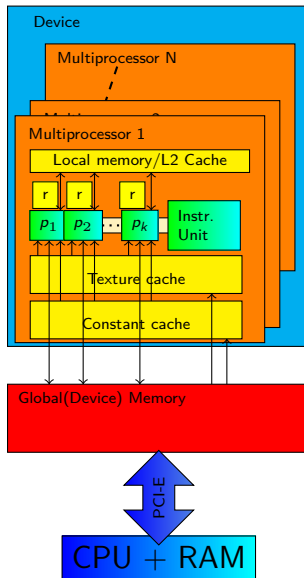 Device
Multiprocessor N
Multiprocessor 1
Local memory/L2 Cache
r r r
p1 p2 ... pk Instr. Unit
Texture cache
Constant cache
Global(Device) Memory
PCI-E
CPU + RAM